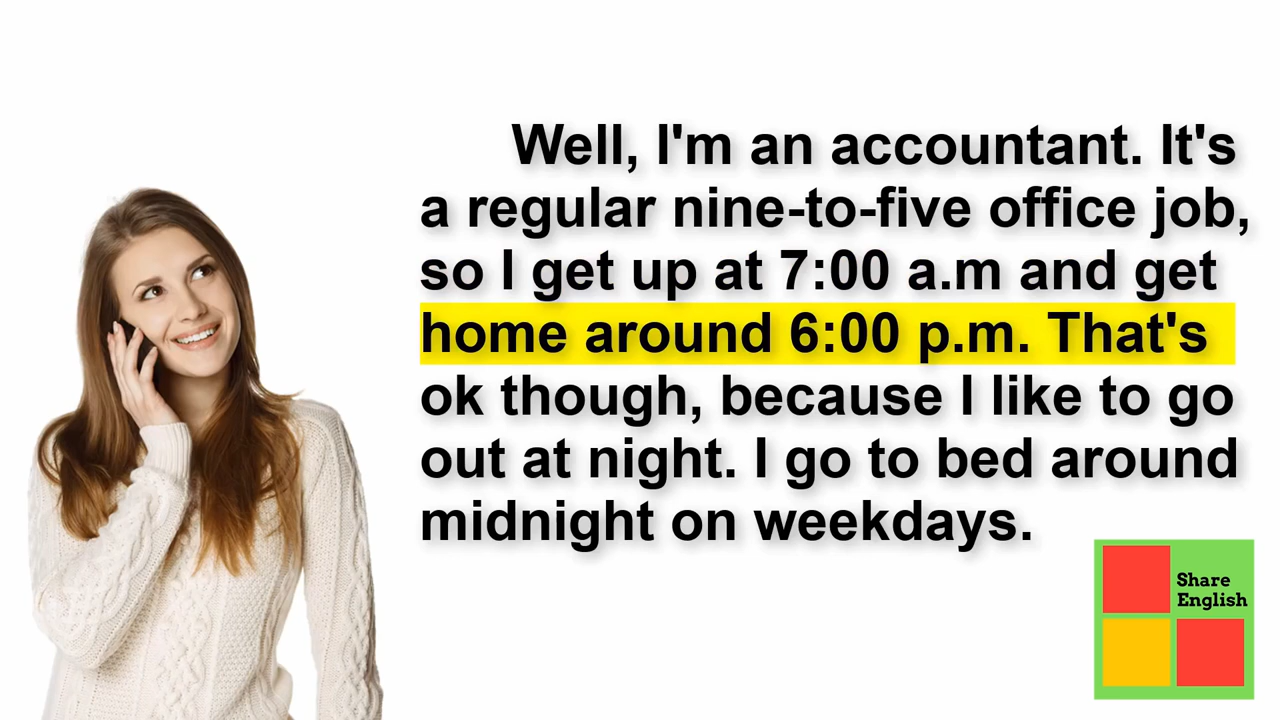 Well, I'm an accountant. It's
a regular nine-to-five office job,
so I get up at 7:00 a.m and get
home around 6:00 p.m. That's
ok though, because I like to go
out at night. I go to bed around
midnight on weekdays.
Share
English